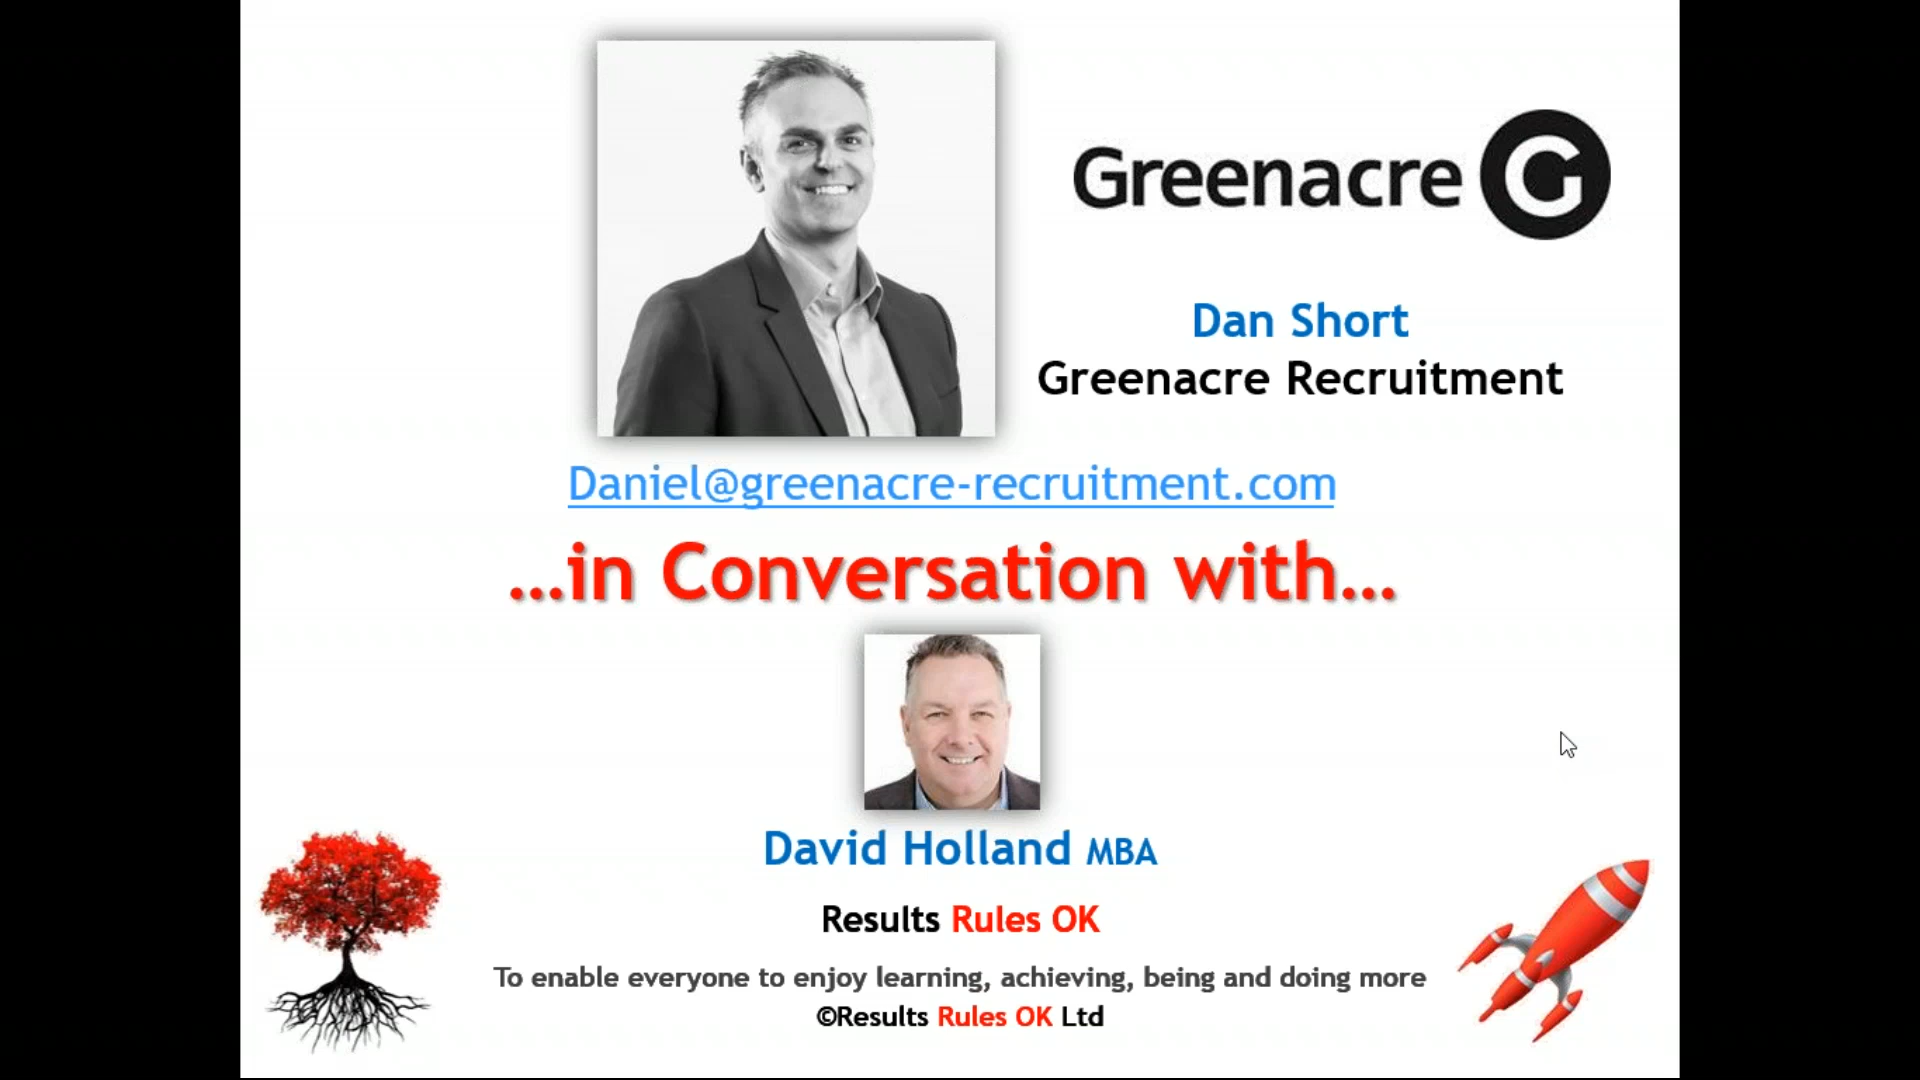 Greenacre G
Dan Short
Greenacre Recruitment
Daniel@greenacre-recruitment.com
...in Conversation with...
David Holland MBA
Results Rules OK
To enable everyone to enjoy learning, achieving, being and doing more
©Results Rules OK Ltd